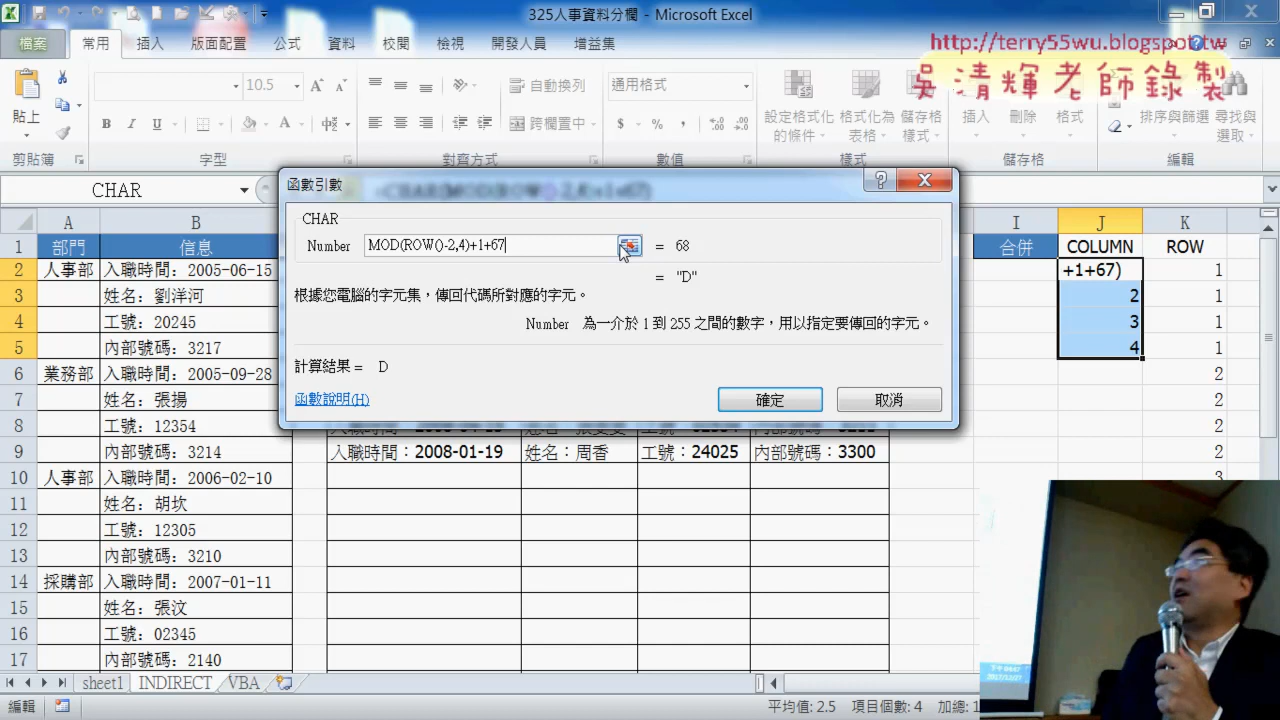 325人事資料分欄 - Microsoft Excel
檔案 常用 插入 版面配置 公式 資料 校閱 檢視 開發人員 增益集
http://terry55wu.blogspot.tw
吳清輝老師錄製
10.5 自動換列 通用格式
貼上 跨欄置中 設定格式化的條件 格式化為表格 儲存格樣式 插入 刪除 格式 排序與篩選 尋找與選取
剪貼簿 字型 對齊方式 數值 樣式 儲存格 編輯
CHAR =CHAR(MOD(ROW()-2,4)+1+67)
函數引數
CHAR
Number MOD(ROW()-2,4)+1+67 = 68
= "D"
根據您電腦的字元集，傳回代碼所對應的字元。
Number 為一介於 1 到 255 之間的數字，用以指定要傳回的字元。
計算結果 = D
函數說明(H) 確定 取消
A B I J K
1 部門 信息 合併 COLUMN ROW
2 人事部 入職時間：2005-06-15 +1+67) 1
3 姓名：劉洋河 2 1
4 工號：20245 3 1
5 內部號碼：3217 4 1
6 業務部 入職時間：2005-09-28 2
7 姓名：張揚 2
8 工號：12354 2
9 內部號碼：3214 入職時間：2008-01-19 姓名：周香 工號：24025 內部號碼：3300 2
10 人事部 入職時間：2006-02-10 3
11 姓名：胡坎
12 工號：12305
13 內部號碼：3210
14 採購部 入職時間：2007-01-11
15 姓名：張汶
16 工號：02345
17 內部號碼：2140
sheet1 INDIRECT VBA
編輯 平均值: 2.5 項目個數: 4 加總: 1